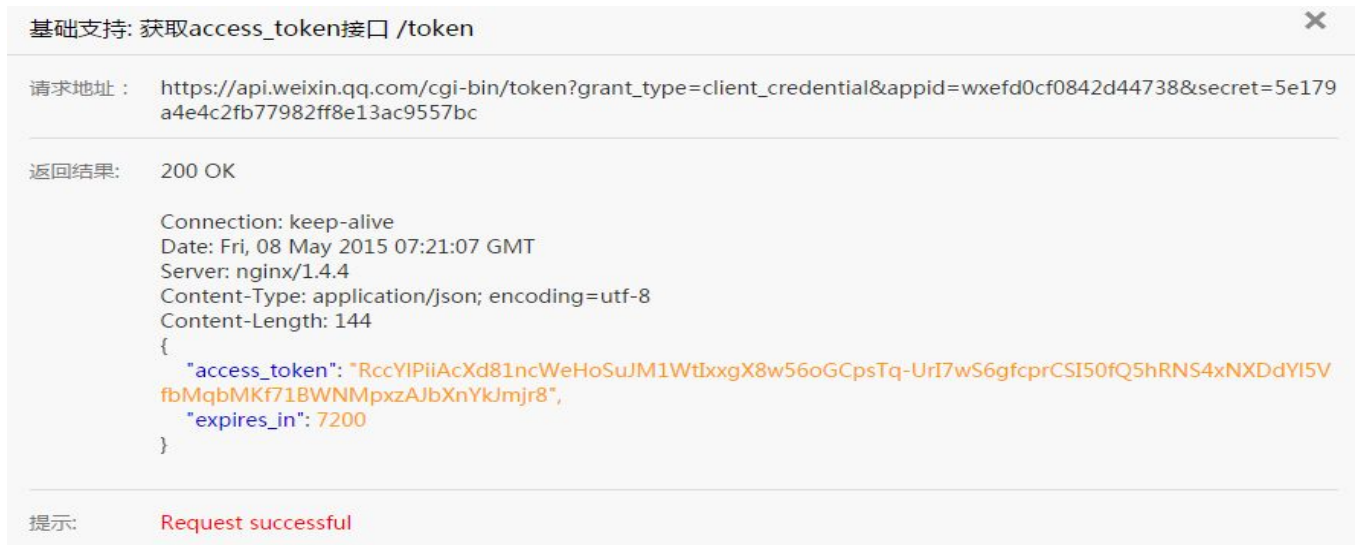 基础支持: 获取access_token接口 /token
请求地址： https://api.weixin.qq.com/cgi-bin/token?grant_type=client_credential&appid=wxefd0cf0842d44738&secret=5e179
a4e4c2fb77982ff8e13ac9557bc
返回结果: 200 OK
Connection: keep-alive
Date: Fri, 08 May 2015 07:21:07 GMT
Server: nginx/1.4.4
Content-Type: application/json; encoding=utf-8
Content-Length: 144
{
"access_token": "RccYlPiiAcXd81ncWeHoSuJM1WtIxxgX8w56oGCpsTq-UrI7wS6gfcprCSI50fQ5hRNS4xNXDdYl5V
fbMqbMKf71BWNMpxzAJbXnYkJmjr8",
"expires_in": 7200
}
提示: Request successful